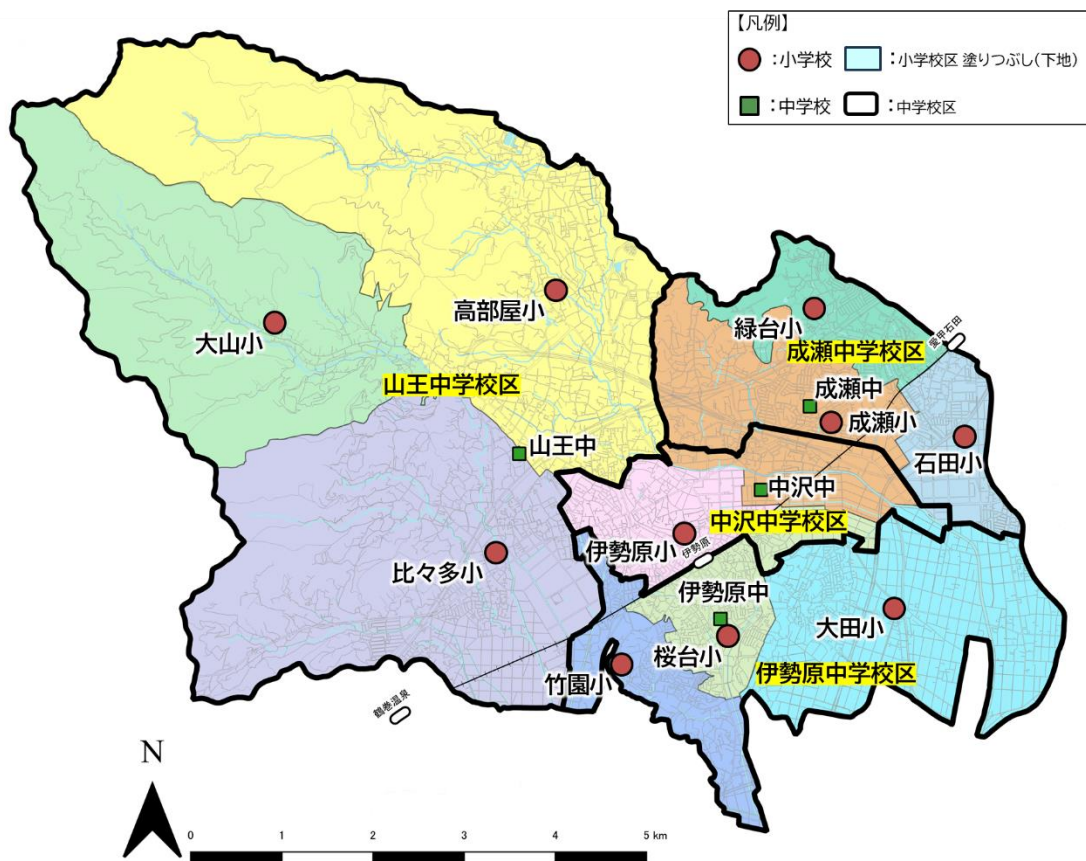 【凡例】
：小学校
：小学校区 塗りつぶし(下地)
：中学校
：中学校区
高部屋小
大山小
緑台小
愛甲石田
成瀬中学校区
山王中学校区
成瀬中
成瀬小
石田小
山王中
中沢中
中沢中学校区
伊勢原小
伊勢原
比々多小
伊勢原中
大田小
桜台小
伊勢原中学校区
竹園小
鶴巻温泉
N
0 1 2 3 4 5 km